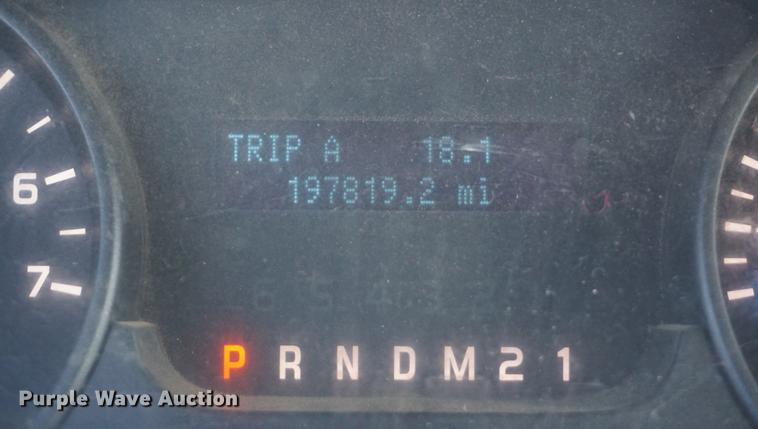 TRIP A 18.1
197819.2 mi
6
7
P R N D M 2 1
Purple Wave Auction